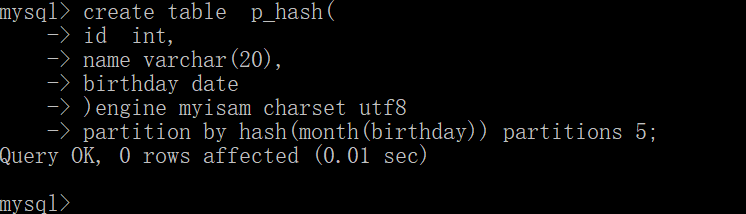 mysql> create table  p_hash(
    -> id  int,
    -> name varchar(20),
    -> birthday date
    -> )engine myisam charset utf8
    -> partition by hash(month(birthday)) partitions 5;
Query OK, 0 rows affected (0.01 sec)
mysql>